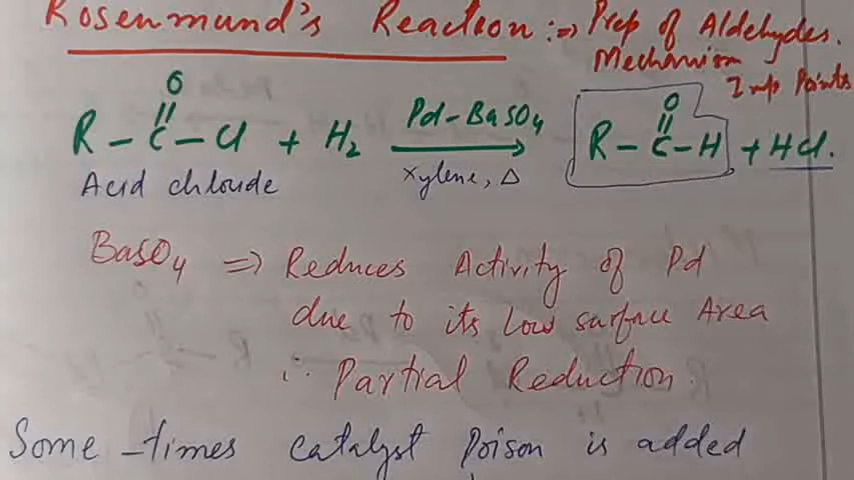 Rosenmund's Reaction :⇒ Prep of Aldehydes.
Mechanism
Imp Points
O
R - C - Cl + H₂ Pd-BaSO₄ Xylene, Δ → O R - C - H + HCl.
Acid chloude
BaSO₄ ⇒ Reduces Activity of Pd
due to its Low surface Area
∴ Partial Reduction.
Some-times catalyst Poison is added